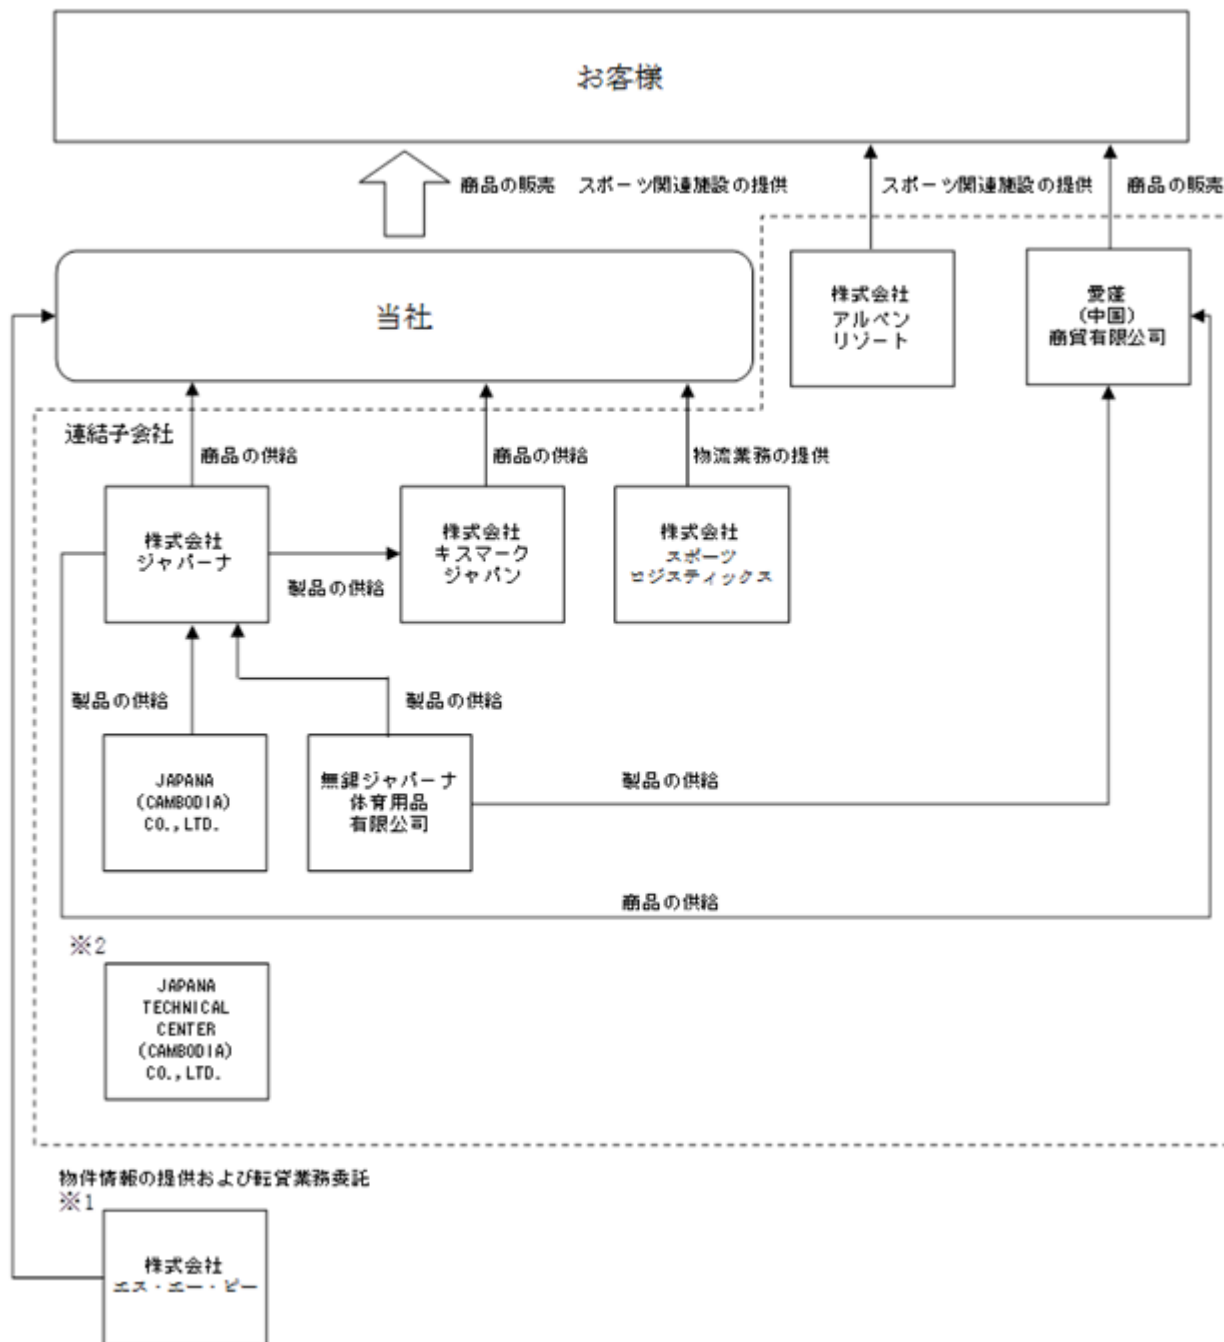 お客様
商品の販売 スポーツ関連施設の提供
スポーツ関連施設の提供
商品の販売
当社
株式会社
アルペン
リゾート
愛蓬
(中国)
商貿有限公司
連結子会社
商品の供給
商品の供給
物流業務の提供
株式会社
ジャパーナ
製品の供給
株式会社
キスマーク
ジャパン
株式会社
スポーツ
ロジスティックス
製品の供給
製品の供給
JAPANA
(CAMBODIA)
CO.,LTD.
無錫ジャパーナ
体育用品
有限公司
製品の供給
商品の供給
※2
JAPANA
TECHNICAL
CENTER
(CAMBODIA)
CO.,LTD.
物件情報の提供および転貸業務委託
※1
株式会社
エス・エー・ピー